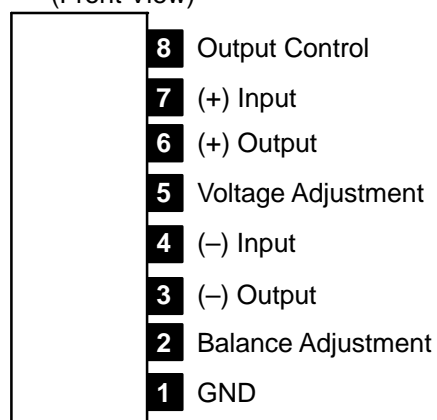 (Front View)
8 Output Control
7 (+) Input
6 (+) Output
5 Voltage Adjustment
4 (–) Input
3 (–) Output
2 Balance Adjustment
1 GND